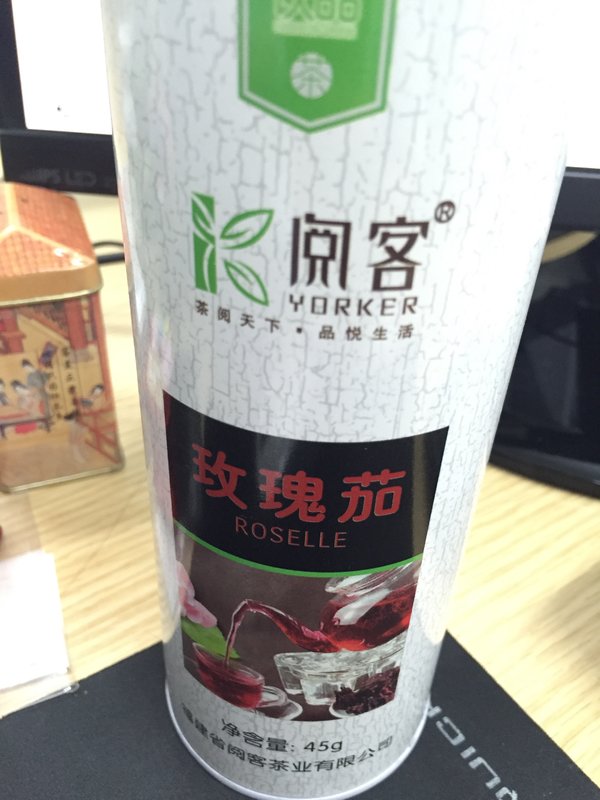 茶
阅客®
YORKER
茶阅天下·品悦生活
玫瑰茄
ROSELLE
净含量: 45g
福建省阅客茶业有限公司